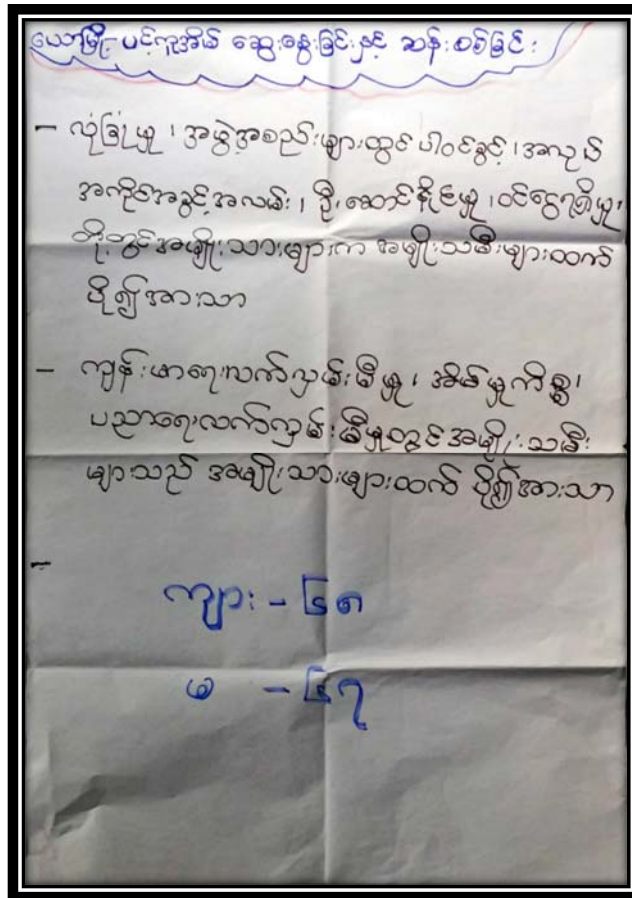 ယောမြို့ ပင့်ကူအိမ် ဆွေးနွေးခြင်းနှင့် ဆန်းစစ်ခြင်း
– လုံခြုံမှု ၊ အဖွဲ့အစည်းများတွင် ပါဝင်ခွင့် ၊ အလုပ်
အကိုင်အခွင့်အလမ်း ၊ ဦးဆောင်နိုင်မှု ၊ ဝင်ငွေရရှိမှု ၊
တို့တွင်အမျိုးသားများက အမျိုးသမီးများထက်
ပို၍အားသာ
– ကျန်းမာရေးလက်လှမ်းမီမှု ၊ အိမ်မှုကိစ္စ ၊
ပညာရေးလက်လှမ်းမီမှုတွင်အမျိုးသမီး
များသည် အမျိုးသားများထက် ပို၍အားသာ
–
ကျား – ၆၈
မ – ၆၇